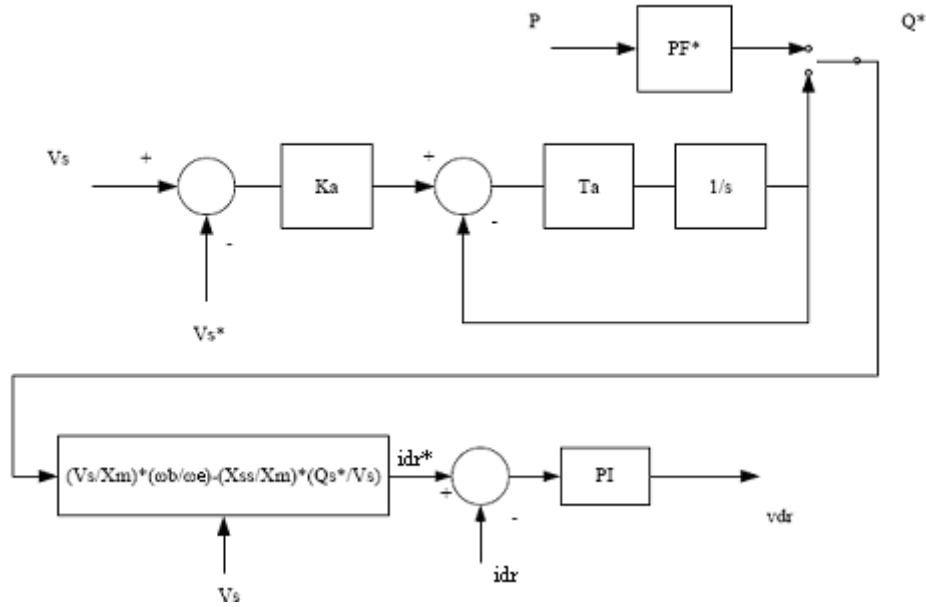 P
PF*
Q*
Vs
+
Ka
+
Ta
1/s
-
-
Vs*
(Vs/Xm)*(ωb/ωe)-(Xss/Xm)*(Qs*/Vs)
idr*
+
-
PI
vdr
idr
Vs